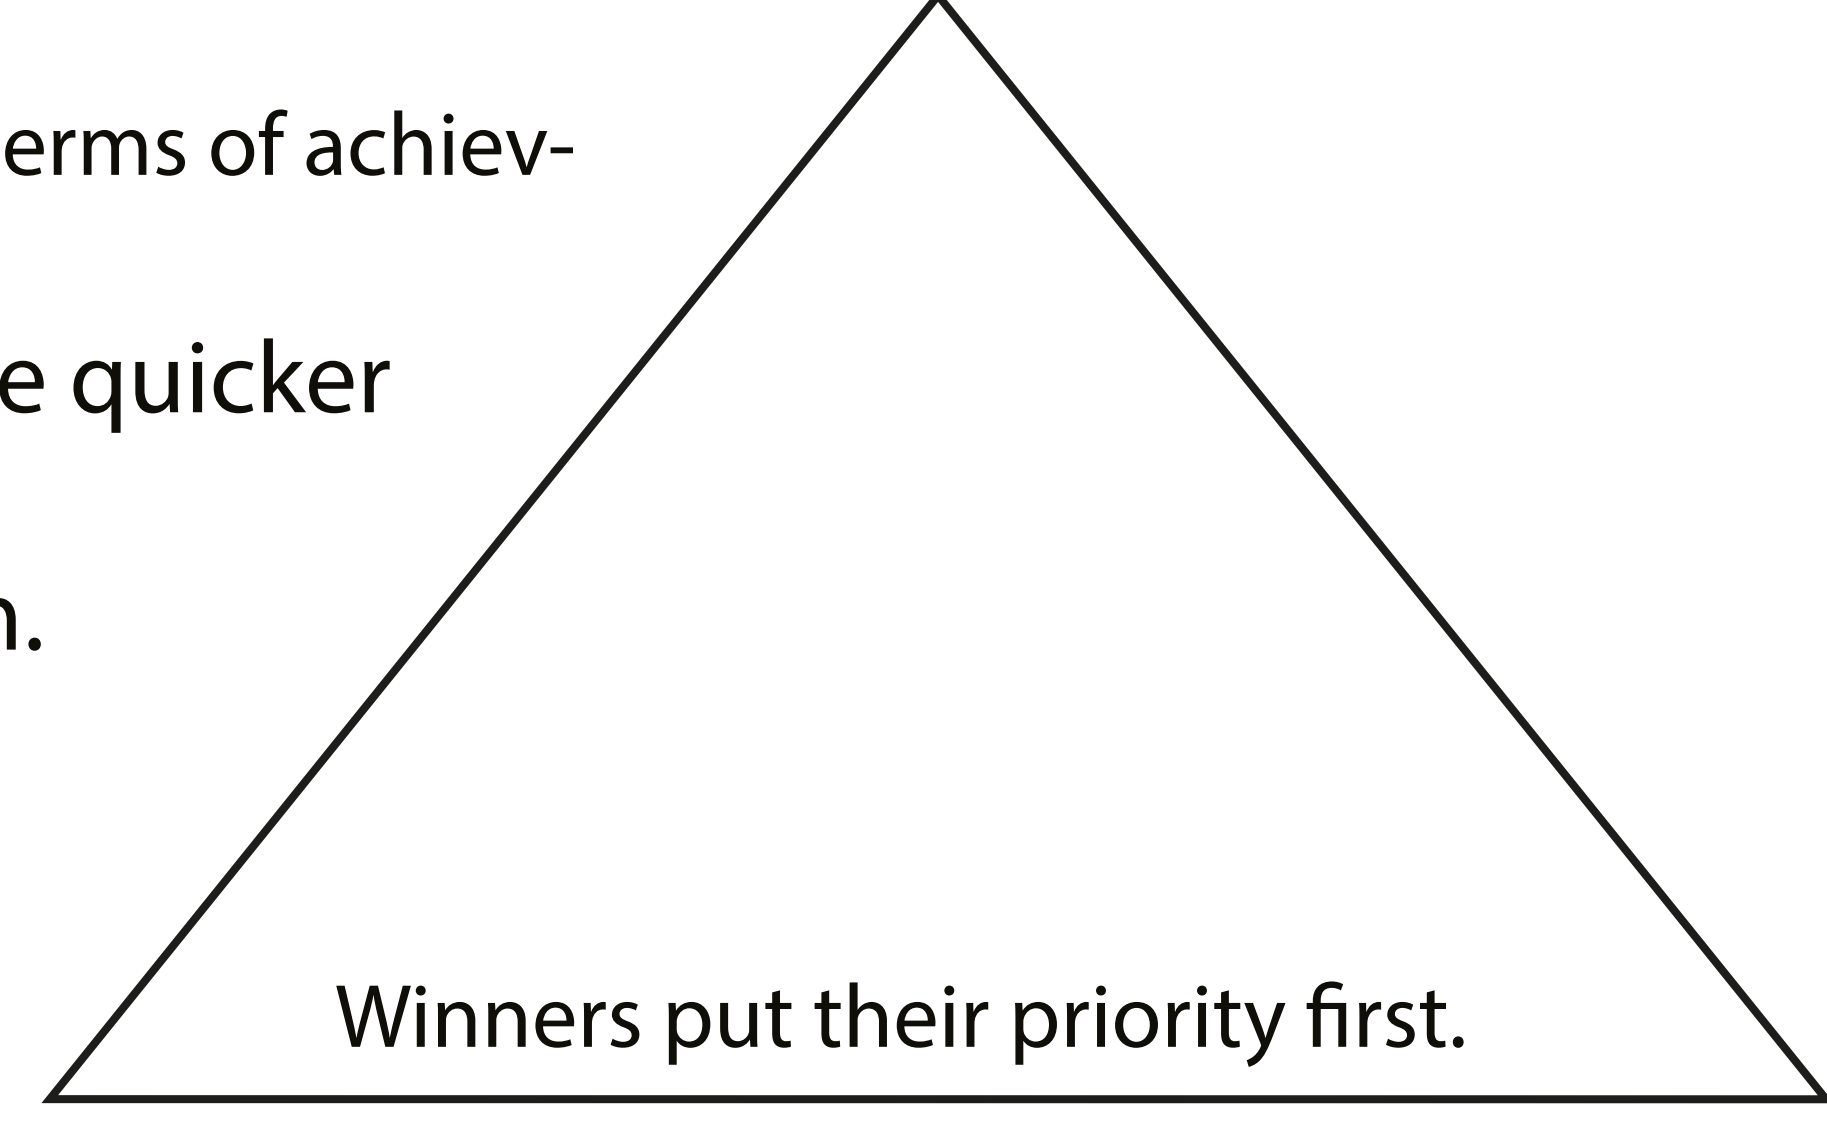 erms of achiev-
e quicker
n.
Winners put their priority first.